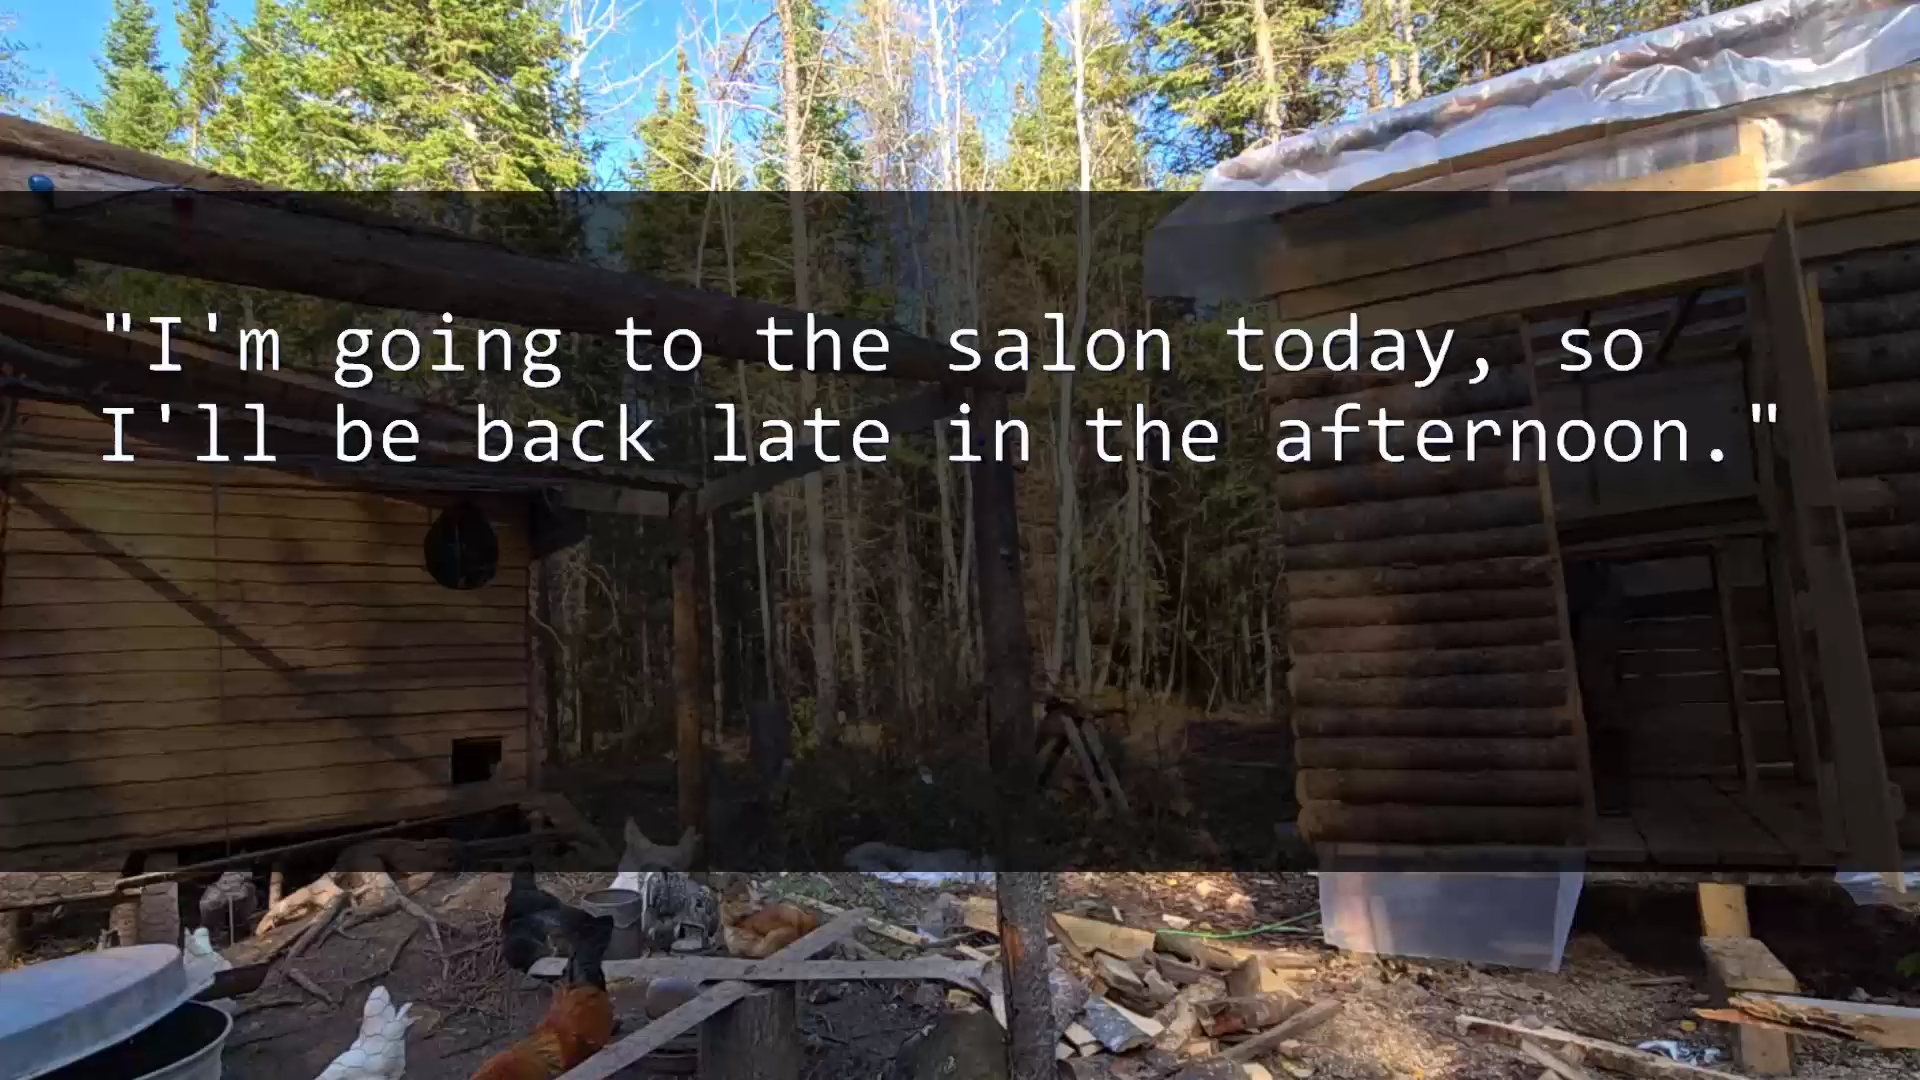 "I'm going to the salon today, so
I'll be back late in the afternoon."